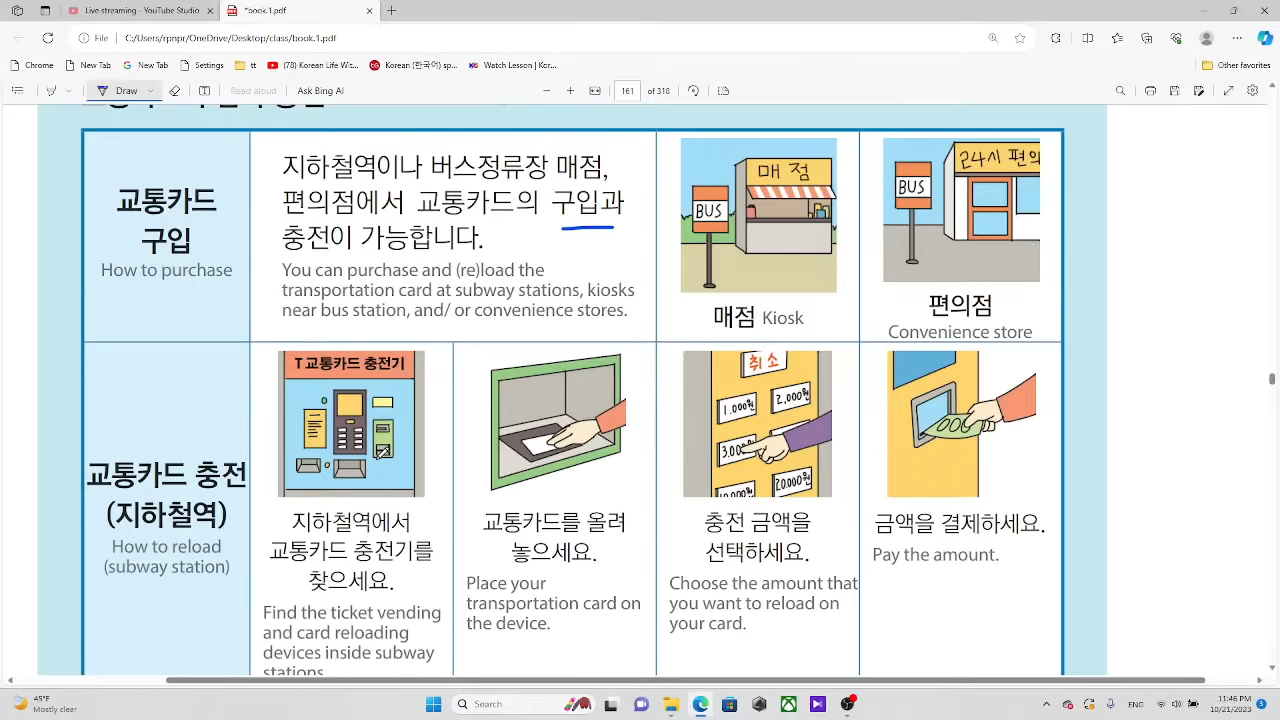 Live streaming - YouTube Studio
*book.1.pdf
File
C:/Users/rpnpr/OneDrive/Desktop/class/book.1.pdf
Chrome
New Tab
New Tab
Settings
tt
(78) Korean Life Wit...
Korean (한국어) sp...
Watch Lesson | Kor...
Other favorites
Draw
Read aloud
Ask Bing AI
161 of 318
교통카드
구입
How to purchase
지하철역이나 버스정류장 매점,
편의점에서 교통카드의 구입과
충전이 가능합니다.
You can purchase and (re)load the
transportation card at subway stations, kiosks
near bus station, and/ or convenience stores.
매점
BUS
매점 Kiosk
24시 편의
BUS
편의점
Convenience store
교통카드 충전
(지하철역)
How to reload
(subway station)
T 교통카드 충전기
지하철역에서
교통카드 충전기를
찾으세요.
Find the ticket vending
and card reloading
devices inside subway
stations
교통카드를 올려
놓으세요.
Place your
transportation card on
the device.
취소
1,000원
2,000원
3,000원
20,000원
충전 금액을
선택하세요.
Choose the amount that
you want to reload on
your card.
금액을 결제하세요.
Pay the amount.
45°F
Mostly clear
Search
ENG
11:46 PM
10/21/2023